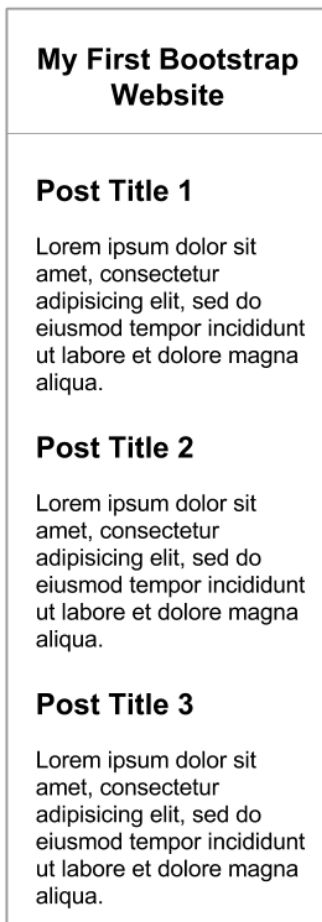 My First Bootstrap
Website
Post Title 1
Lorem ipsum dolor sit
amet, consectetur
adipisicing elit, sed do
eiusmod tempor incididunt
ut labore et dolore magna
aliqua.
Post Title 2
Lorem ipsum dolor sit
amet, consectetur
adipisicing elit, sed do
eiusmod tempor incididunt
ut labore et dolore magna
aliqua.
Post Title 3
Lorem ipsum dolor sit
amet, consectetur
adipisicing elit, sed do
eiusmod tempor incididunt
ut labore et dolore magna
aliqua.